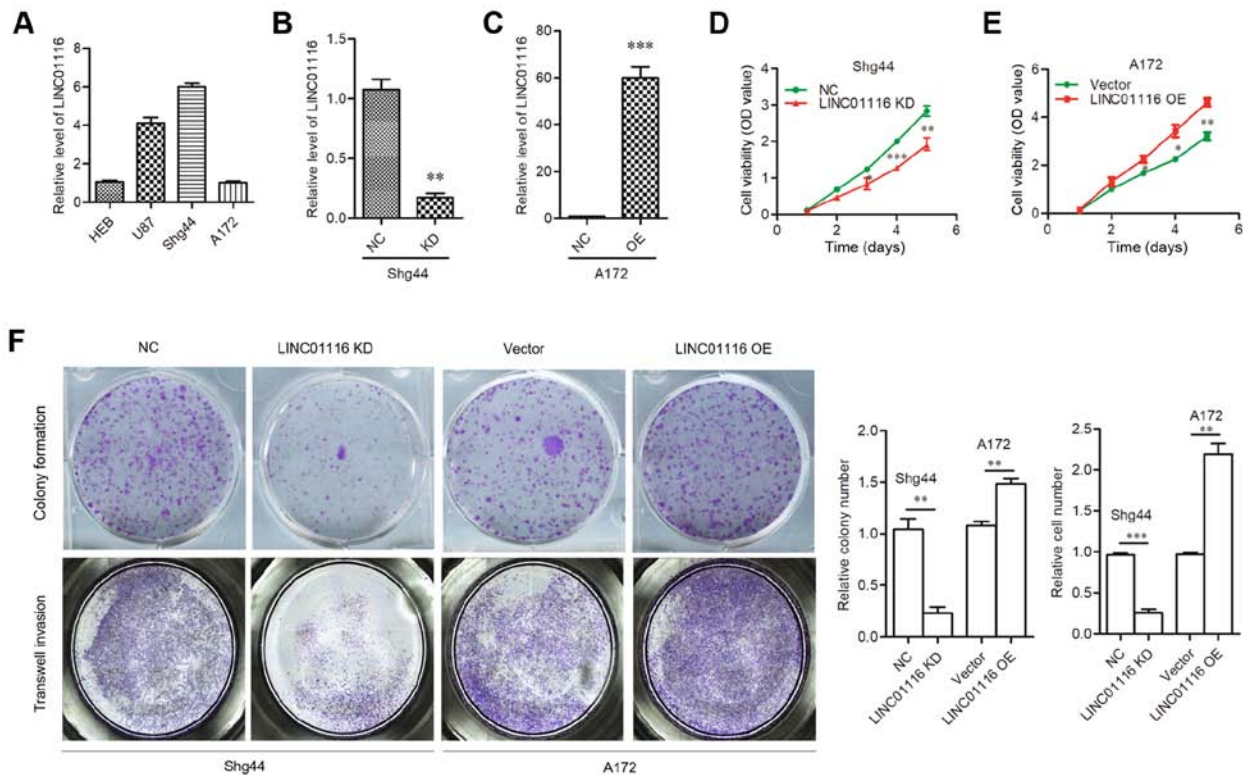 A
Relative level of LINC01116
8
6
4
2
0
HEB
U87
Shg44
A172
B
Relative level of LINC01116
1.5
1.0
0.5
0.0
**
NC
KD
Shg44
C
Relative level of LINC01116
80
60
40
20
0
***
NC
OE
A172
D
Shg44
NC
LINC01116 KD
Cell viability (OD value)
4
3
2
1
0
*
***
**
0
2
4
6
Time (days)
E
A172
Vector
LINC01116 OE
Cell viability (OD value)
6
4
2
0
*
*
**
0
2
4
6
Time (days)
F
NC
LINC01116 KD
Vector
LINC01116 OE
Colony formation
Transwell invasion
Shg44
A172
Relative colony number
2.0
1.5
1.0
0.5
0.0
Shg44
**
A172
**
NC
LINC01116 KD
Vector
LINC01116 OE
Relative cell number
2.5
2.0
1.5
1.0
0.5
0.0
Shg44
***
A172
**
NC
LINC01116 KD
Vector
LINC01116 OE